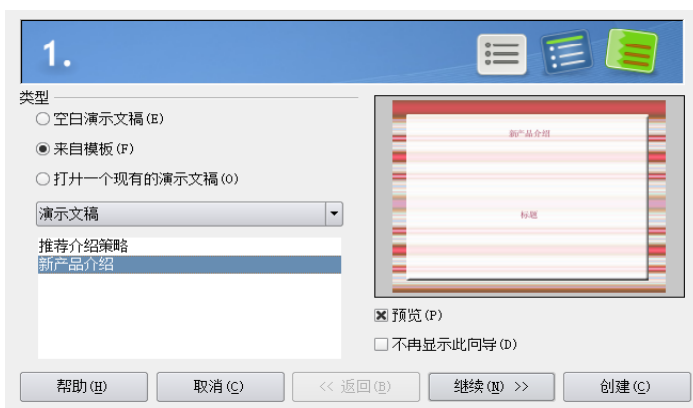 1.
类型
空白演示文稿(E)
来自模板(F)
打开一个现有的演示文稿(O)
演示文稿
推荐介绍策略
新产品介绍
新产品介绍
标题
预览(P)
不再显示此向导(D)
帮助(H)
取消(C)
<< 返回(B)
继续(N) >>
创建(C)